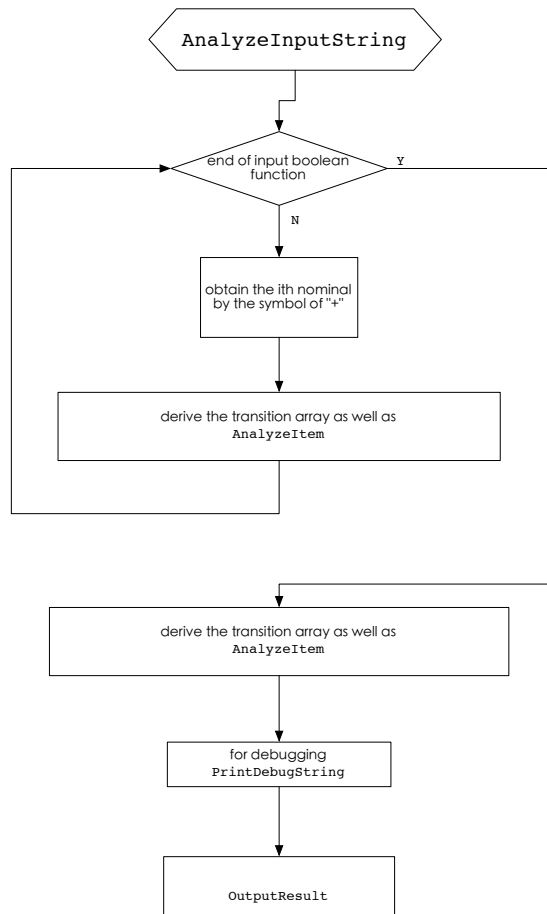 AnalyzeInputString
end of input boolean
function
Y
N
obtain the ith nominal
by the symbol of "+"
derive the transition array as well as
AnalyzeItem
derive the transition array as well as
AnalyzeItem
for debugging
PrintDebugString
OutputResult